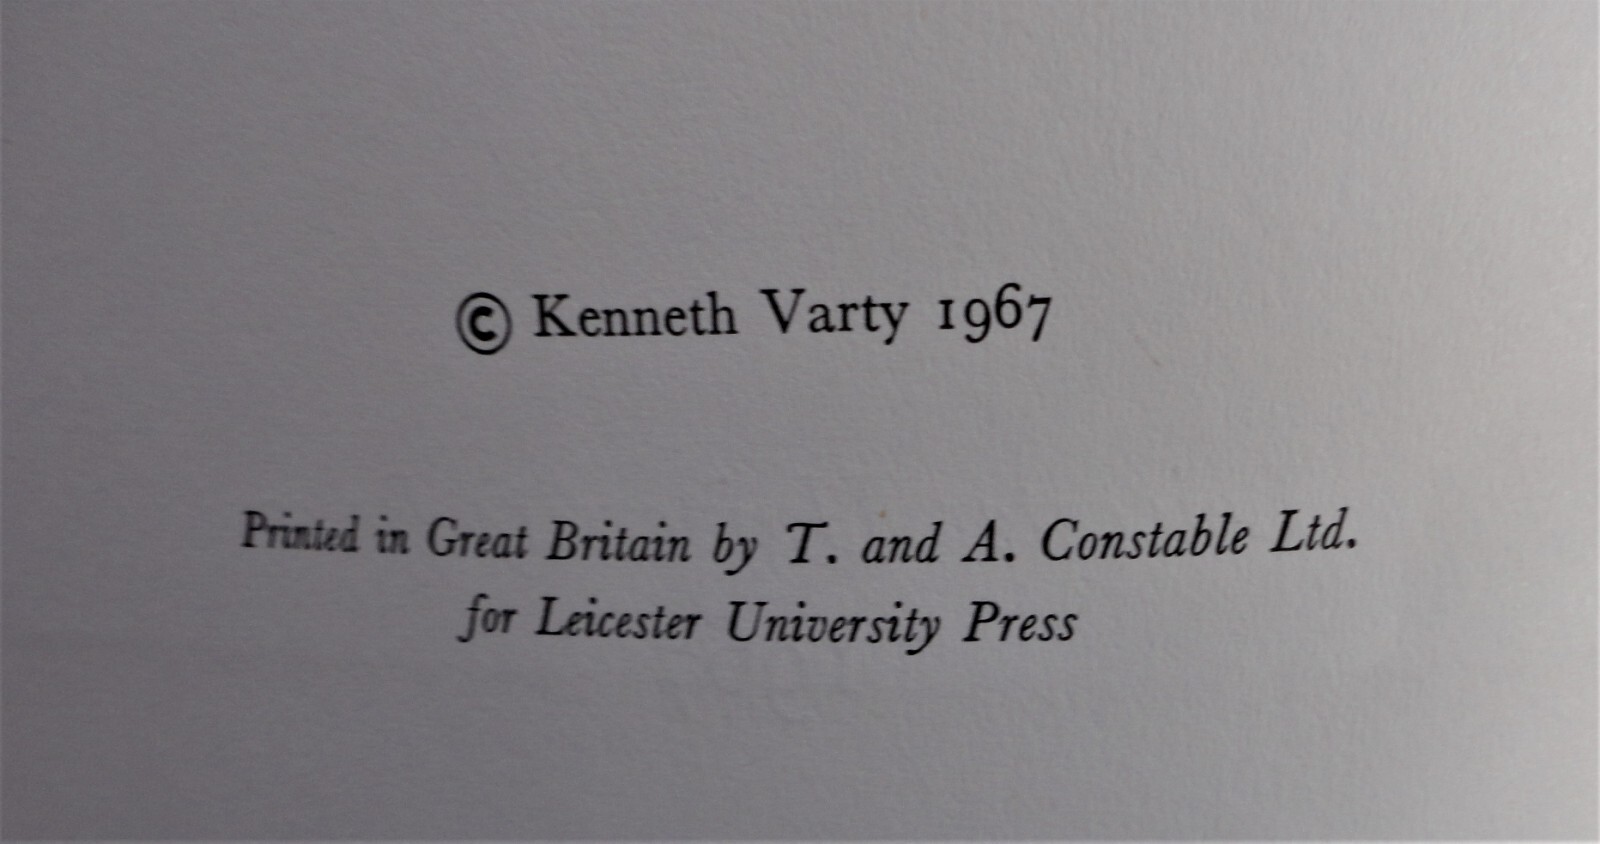 © Kenneth Varty 1967
Printed in Great Britain by T. and A. Constable Ltd.
for Leicester University Press